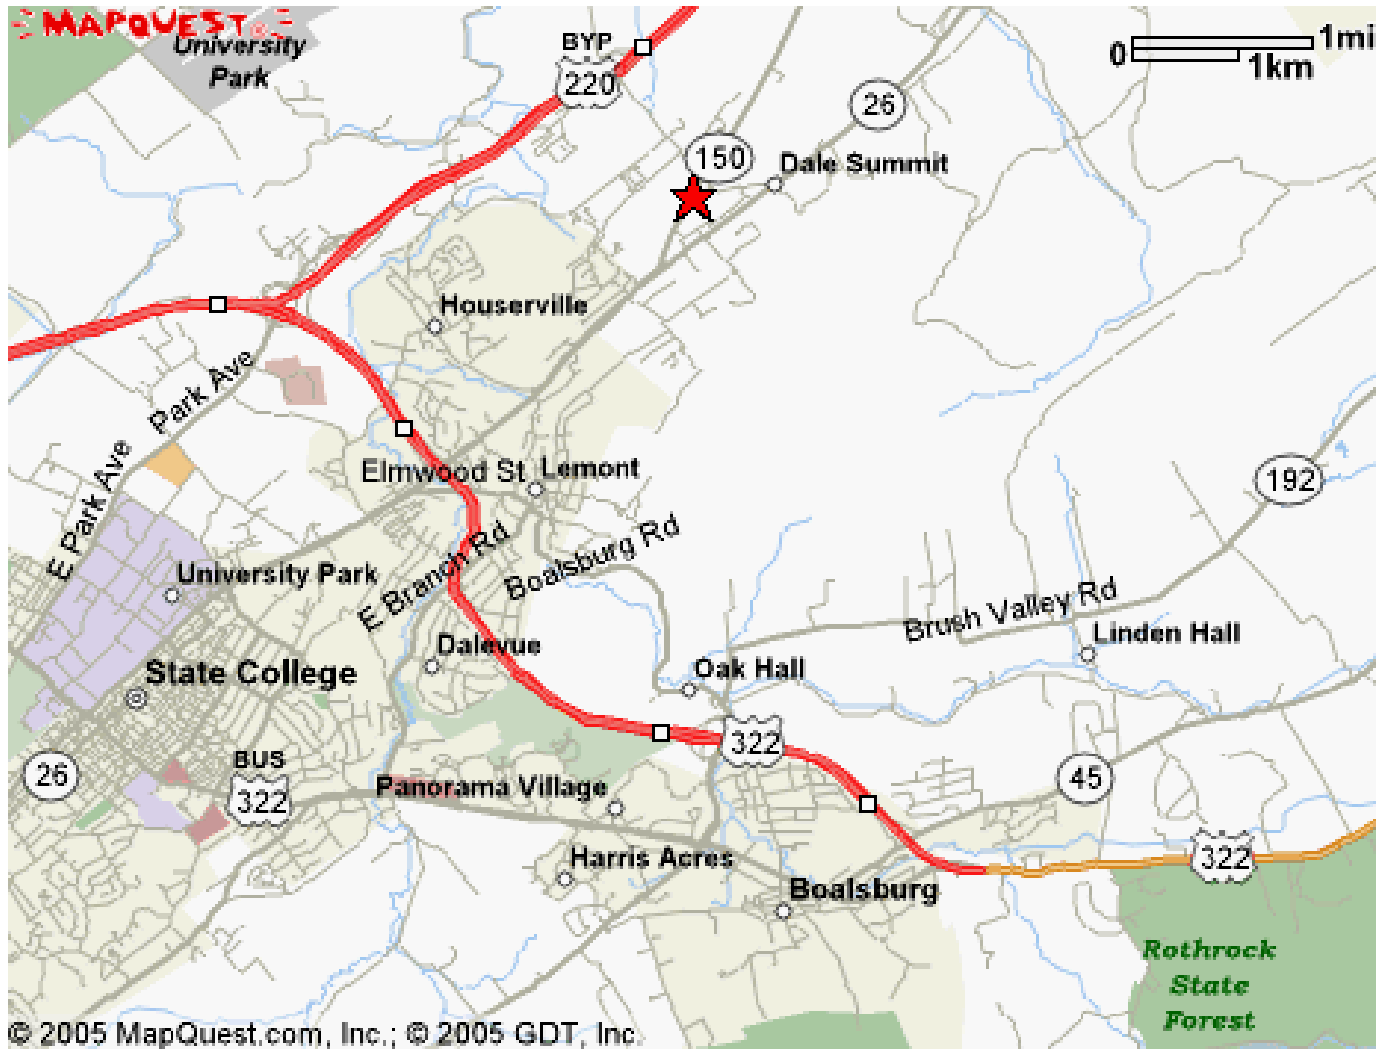 MAPQUEST®
University
Park
BYP
220
0
1mi
1km
26
150
Dale Summit
Houserville
Park Ave
E Park Ave
Elmwood St
Lemont
192
E Branch Rd
Boalsburg Rd
University Park
Brush Valley Rd
Linden Hall
Dalevue
State College
Oak Hall
322
BUS
322
26
45
Panorama Village
Harris Acres
322
Boalsburg
Rothrock
State
Forest
© 2005 MapQuest.com, Inc.; © 2005 GDT, Inc.